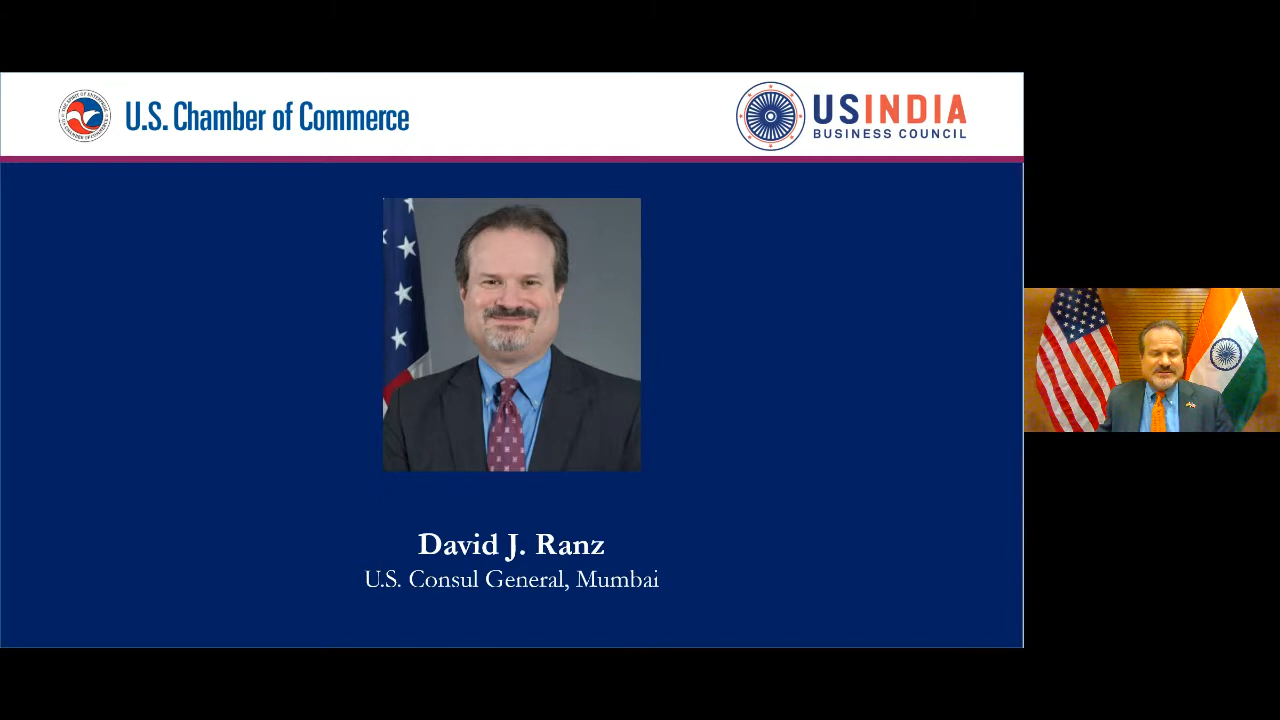 U.S. Chamber of Commerce
USINDIA
BUSINESS COUNCIL
David J. Ranz
U.S. Consul General, Mumbai